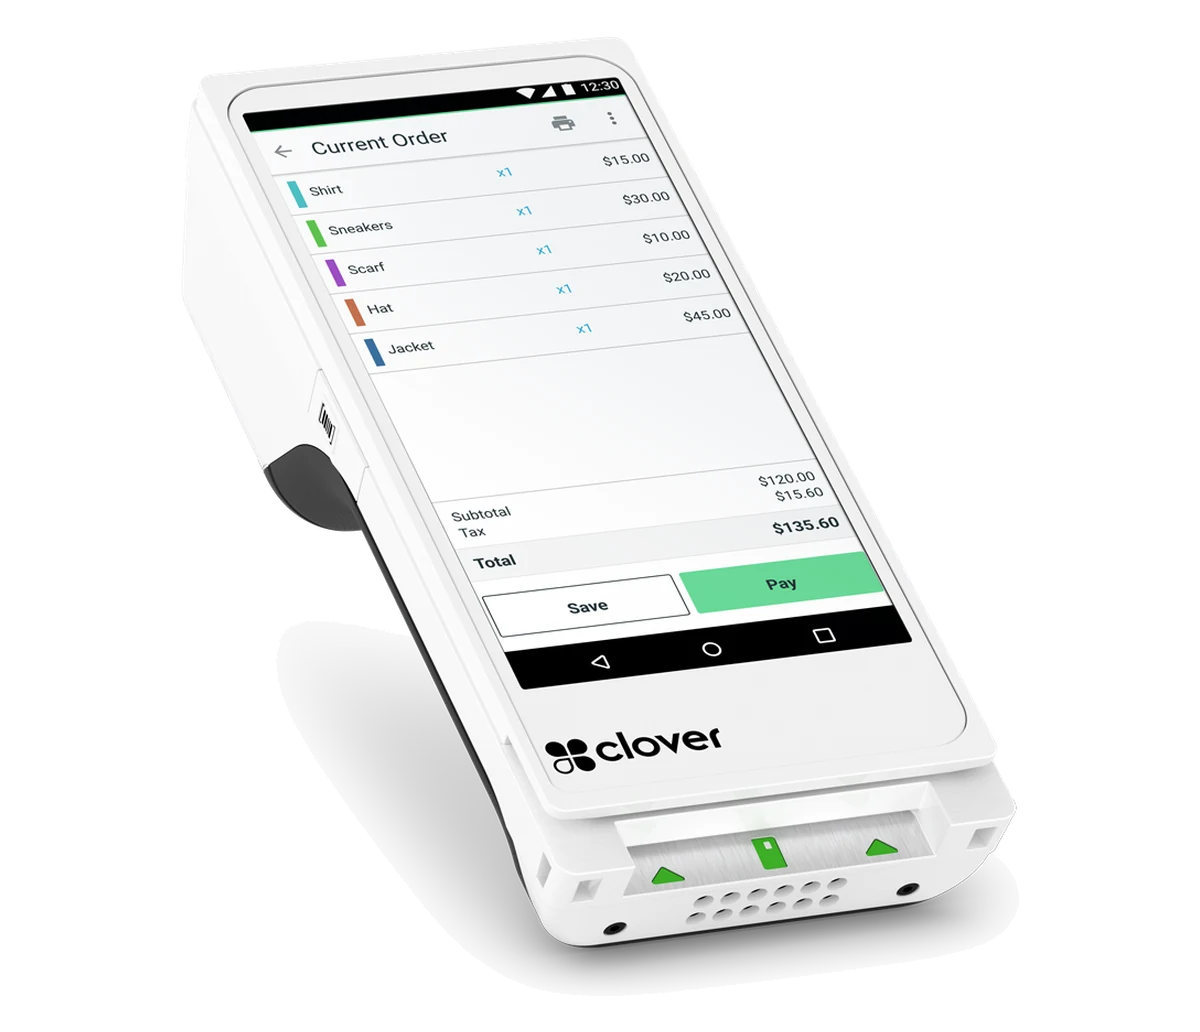 12:30
Current Order
Shirt x1 $15.00
Sneakers x1 $30.00
Scarf x1 $10.00
Hat x1 $20.00
Jacket x1 $45.00
Subtotal $120.00
Tax $15.60
Total $135.60
Save Pay
clover